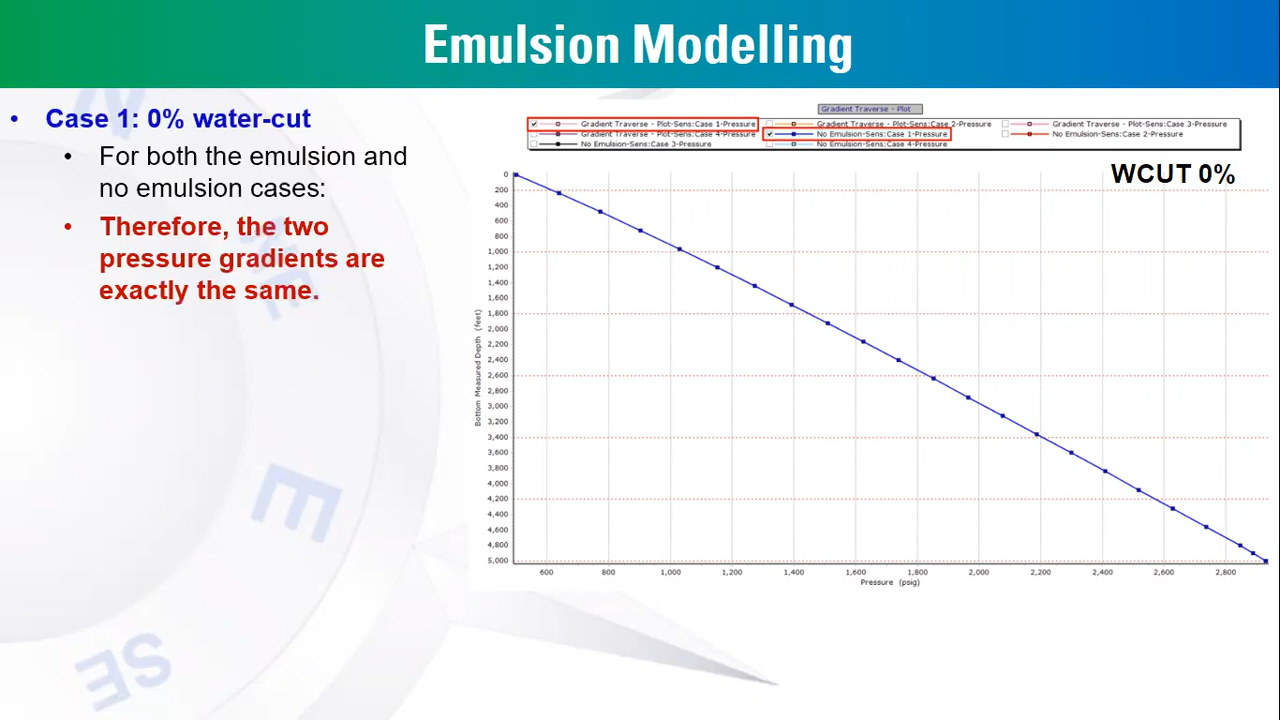 Emulsion Modelling
• Case 1: 0% water-cut
• For both the emulsion and
no emulsion cases:
• Therefore, the two
pressure gradients are
exactly the same.
Gradient Traverse - Plot
Gradient Traverse - Plot-Sens:Case 1-Pressure
Gradient Traverse - Plot-Sens:Case 2-Pressure
Gradient Traverse - Plot-Sens:Case 3-Pressure
Gradient Traverse - Plot-Sens:Case 4-Pressure
No Emulsion-Sens:Case 1-Pressure
No Emulsion-Sens:Case 2-Pressure
No Emulsion-Sens:Case 3-Pressure
No Emulsion-Sens:Case 4-Pressure
WCUT 0%
Bottom Measured Depth (feet)
0
200
400
600
800
1,000
1,200
1,400
1,600
1,800
2,000
2,200
2,400
2,600
2,800
3,000
3,200
3,400
3,600
3,800
4,000
4,200
4,400
4,600
4,800
5,000
600 800 1,000 1,200 1,400 1,600 1,800 2,000 2,200 2,400 2,600 2,800
Pressure (psig)
NE
E
SE